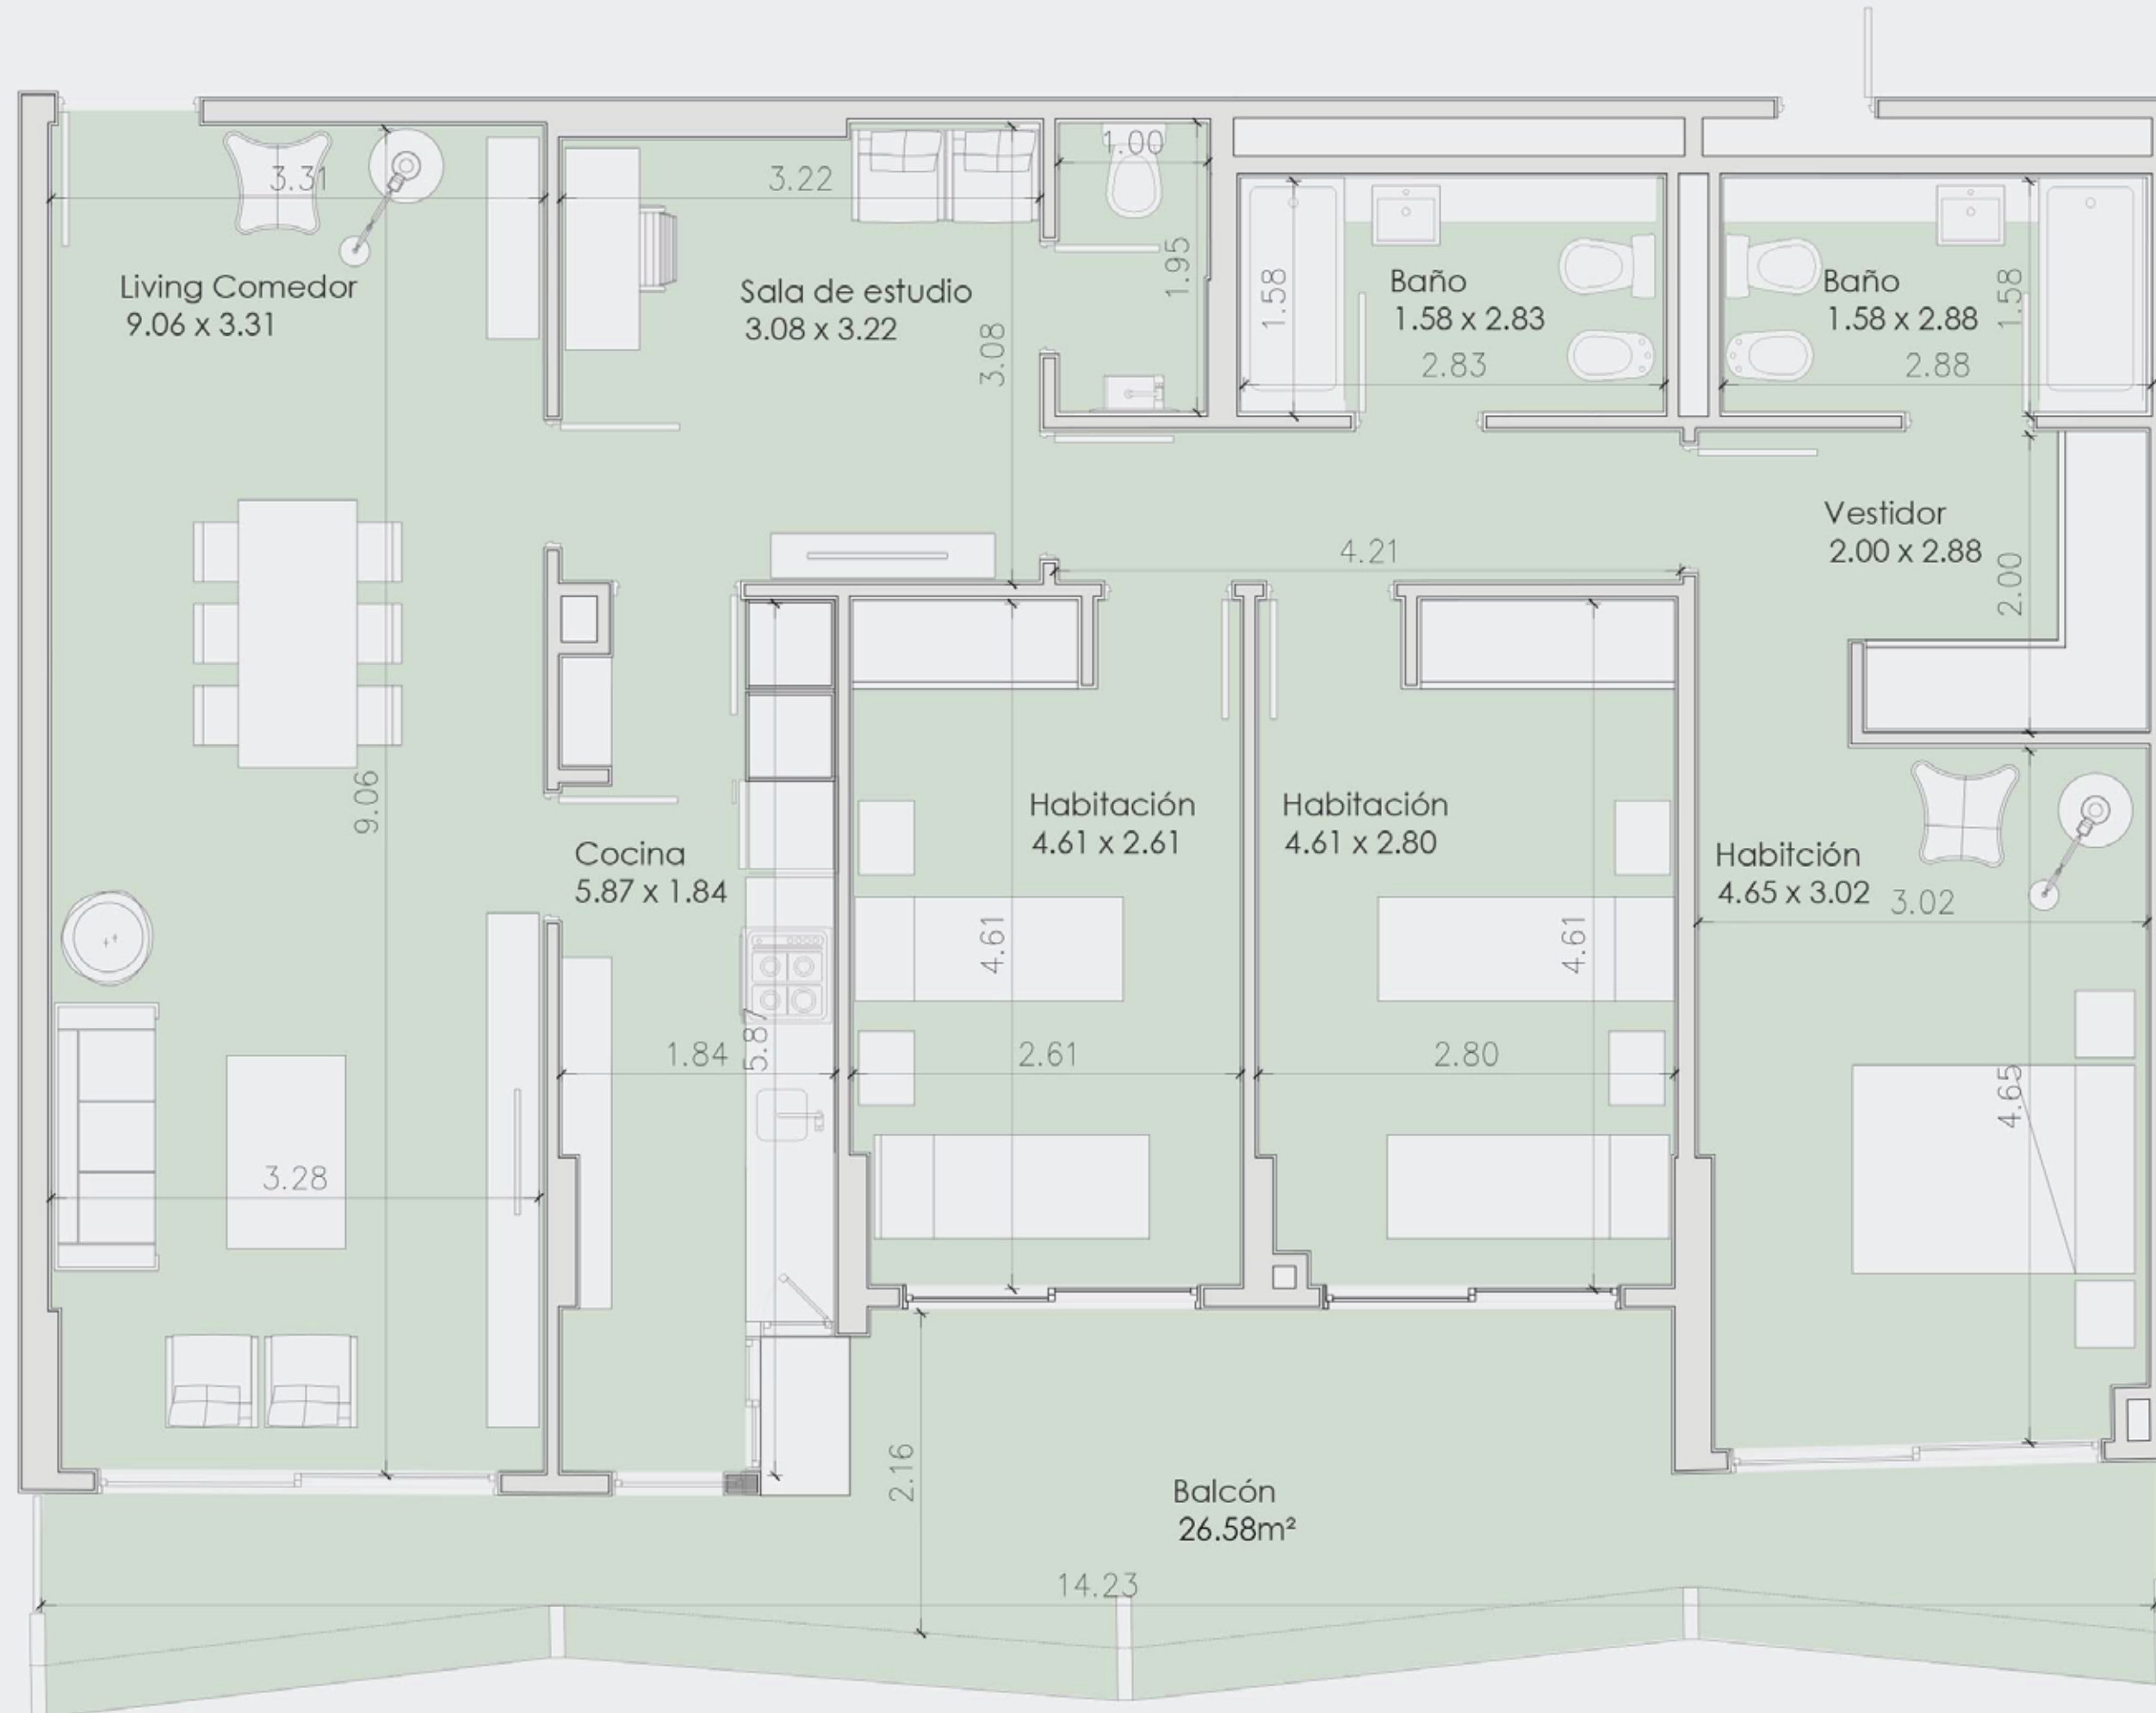 3.31
3.22
1.00
1.95
Living Comedor
9.06 x 3.31
Sala de estudio
3.08 x 3.22
3.08
1.58
Baño
1.58 x 2.83
2.83
Baño
1.58 x 2.88
1.58
2.88
4.21
Vestidor
2.00 x 2.88
2.00
9.06
Cocina
5.87 x 1.84
Habitación
4.61 x 2.61
Habitación
4.61 x 2.80
Habitción
4.65 x 3.02
3.02
4.61
4.61
1.84
5.87
2.61
2.80
4.65
3.28
2.16
Balcón
26.58m²
14.23